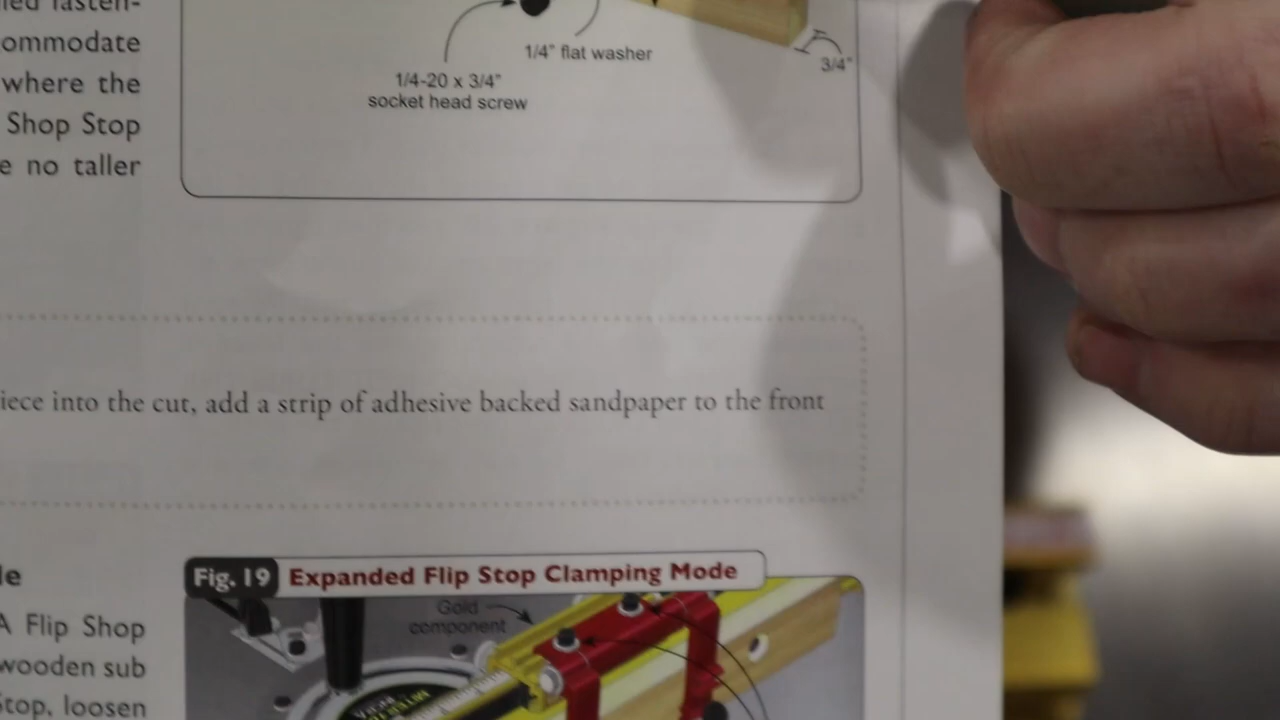 ommodate
where the
Shop Stop
e no taller
1/4" flat washer
3/4"
1/4-20 x 3/4"
socket head screw
iece into the cut, add a strip of adhesive backed sandpaper to the front
le
A Flip Shop
wooden sub
Stop, loosen
Fig. 19 Expanded Flip Stop Clamping Mode
Gold
component